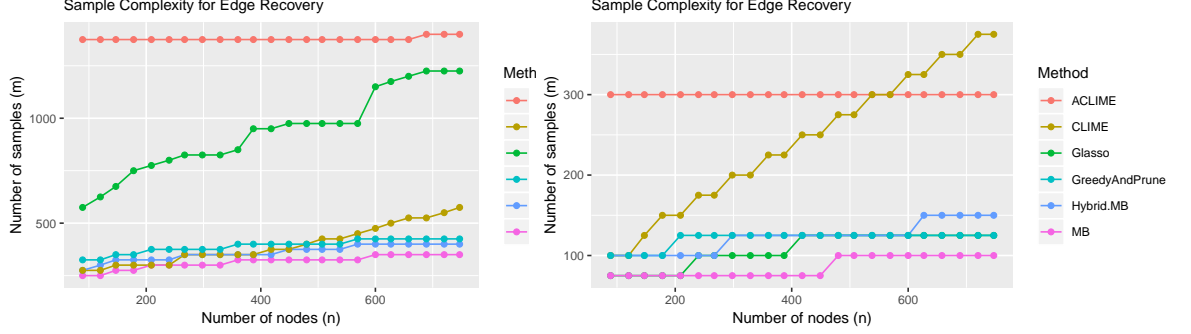 Sample Complexity for Edge Recovery
Number of samples (m)
1000
500
200
400
600
Number of nodes (n)
Meth
Sample Complexity for Edge Recovery
Number of samples (m)
300
200
100
200
400
600
Number of nodes (n)
Method
ACLIME
CLIME
Glasso
GreedyAndPrune
Hybrid.MB
MB